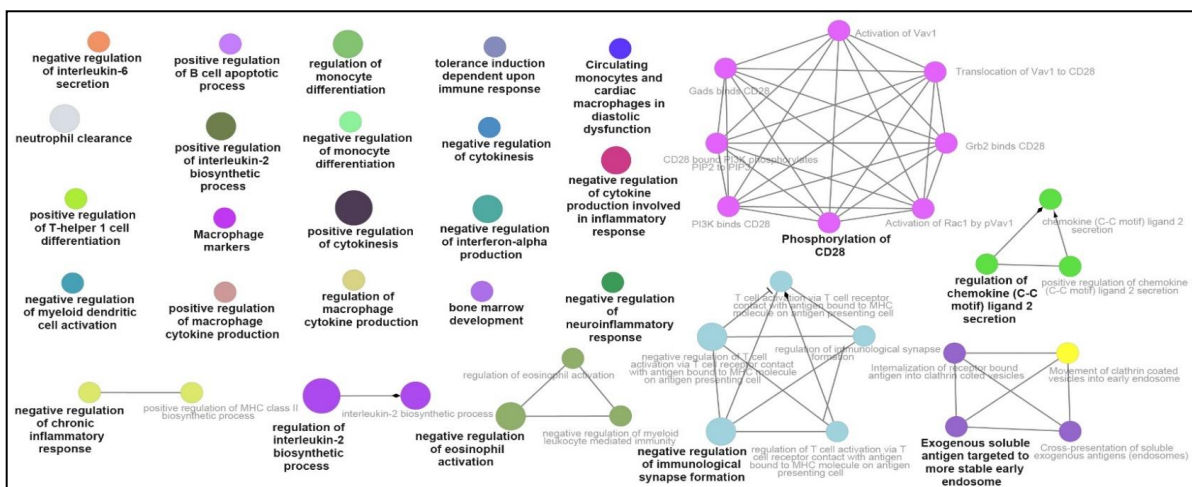 negative regulation
of interleukin-6
secretion
positive regulation
of B cell apoptotic
process
regulation of
monocyte
differentiation
tolerance induction
dependent upon
immune response
Circulating
monocytes and
cardiac
macrophages in
diastolic
dysfunction
neutrophil clearance
positive regulation
of interleukin-2
biosynthetic
process
negative regulation
of monocyte
differentiation
negative regulation
of cytokinesis
negative regulation
of cytokine
production
involved in
inflammatory
response
positive regulation
of T-helper 1 cell
differentiation
Macrophage
markers
positive regulation
of cytokinesis
negative regulation
of interferon-alpha
production
negative regulation
of myeloid dendritic
cell activation
positive regulation
of macrophage
cytokine production
regulation of
macrophage
cytokine production
bone marrow
development
negative regulation
of
neuroinflammatory
response
Activation of Vav1
Gads binds CD28
Translocation of Vav1 to CD28
CD28 bound PI3K phosphorylates
PIP2 to PIP3
Grb2 binds CD28
PI3K binds CD28
Activation of Rac1 by pVav1
Phosphorylation of
CD28
chemokine (C-C motif) ligand 2
secretion
regulation of
chemokine (C-C
motif) ligand 2
secretion
positive regulation of chemokine
(C-C motif) ligand 2 secretion
negative regulation
of chronic
inflammatory
response
positive regulation of MHC class II
biosynthetic process
regulation of
interleukin-2
biosynthetic
process
interleukin-2 biosynthetic process
regulation of eosinophil activation
negative regulation
of eosinophil
activation
negative regulation of myeloid
leukocyte mediated immunity
T cell activation via T cell receptor
contact with antigen bound to MHC
molecule on antigen presenting cell
negative regulation of T cell
activation via T cell receptor contact
with antigen bound to MHC molecule
on antigen presenting cell
regulation of immunological synapse
formation
negative regulation
of immunological
synapse formation
regulation of T cell activation via T
cell receptor contact with antigen
bound to MHC molecule on antigen
presenting cell
Internalization of receptor bound
antigen into clathrin coted vesicles
Movement of clathrin coated
vesicles into early endosome
Exogenous soluble
antigen targeted to
more stable early
endosome
Cross-presentation of soluble
exogenous antigens (endosomes)